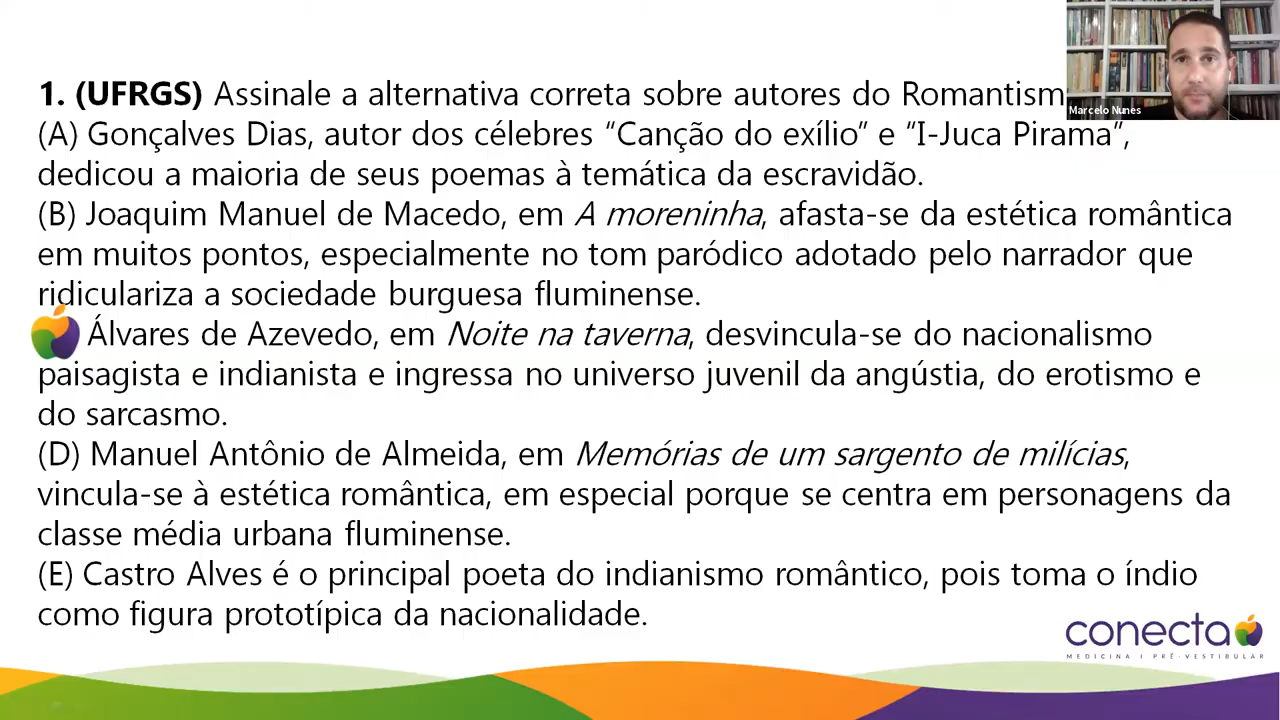 1. (UFRGS) Assinale a alternativa correta sobre autores do Romantism
Marcelo Nunes
(A) Gonçalves Dias, autor dos célebres “Canção do exílio” e “I-Juca Pirama”,
dedicou a maioria de seus poemas à temática da escravidão.
(B) Joaquim Manuel de Macedo, em A moreninha, afasta-se da estética romântica
em muitos pontos, especialmente no tom paródico adotado pelo narrador que
ridiculariza a sociedade burguesa fluminense.
Álvares de Azevedo, em Noite na taverna, desvincula-se do nacionalismo
paisagista e indianista e ingressa no universo juvenil da angústia, do erotismo e
do sarcasmo.
(D) Manuel Antônio de Almeida, em Memórias de um sargento de milícias,
vincula-se à estética romântica, em especial porque se centra em personagens da
classe média urbana fluminense.
(E) Castro Alves é o principal poeta do indianismo romântico, pois toma o índio
como figura prototípica da nacionalidade.
conecta
MEDICINA | PRÉ-VESTIBULAR